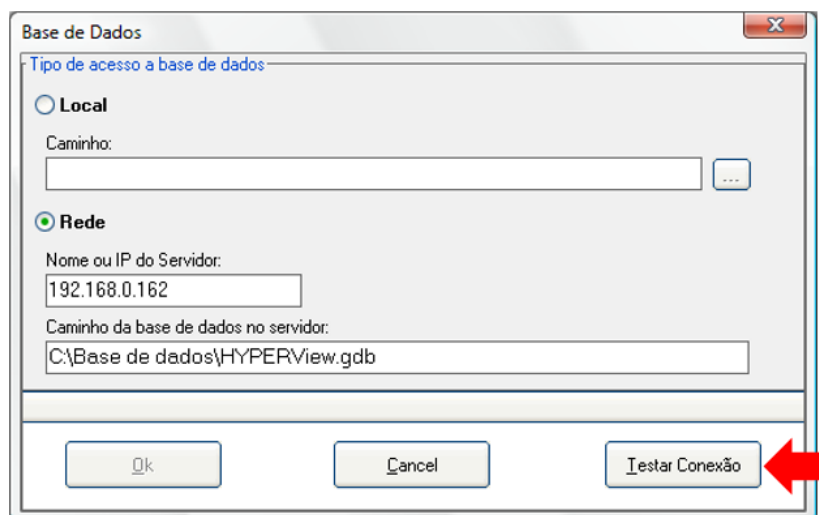 Base de Dados
Tipo de acesso a base de dados
Local
Caminho:
...
Rede
Nome ou IP do Servidor:
192.168.0.162
Caminho da base de dados no servidor:
C:\Base de dados\HYPERView.gdb
Ok Cancel Testar Conexão